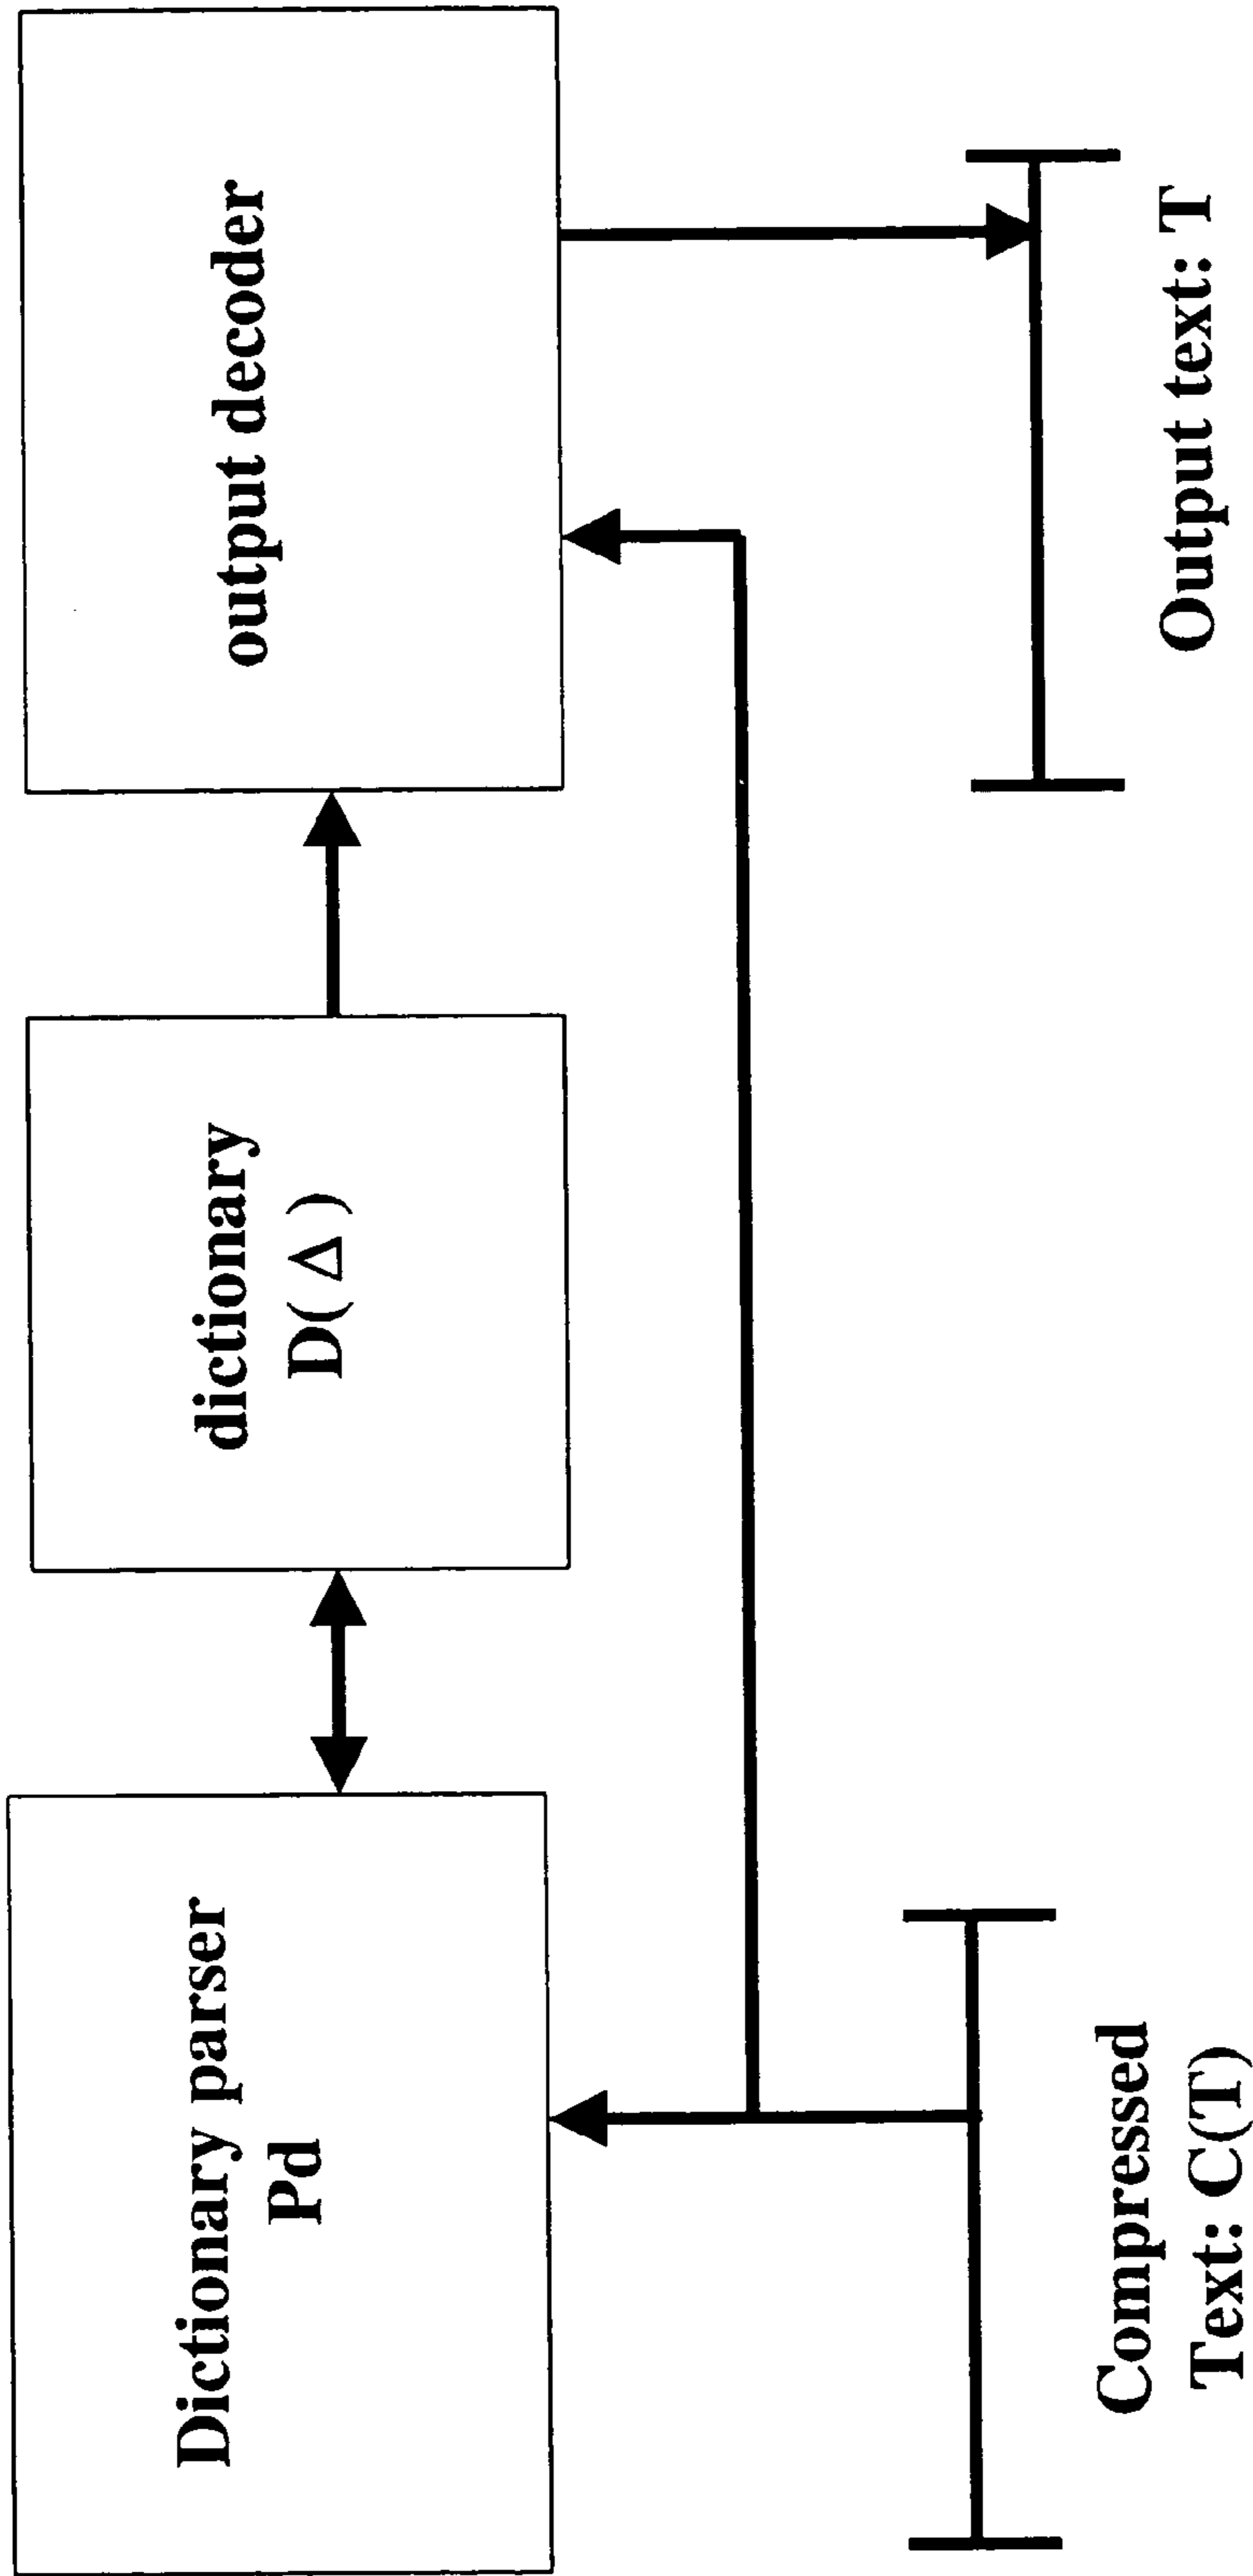 Dictionary parser
Pd
dictionary
D( Δ )
output decoder
Compressed
Text: C(T)
Output text: T